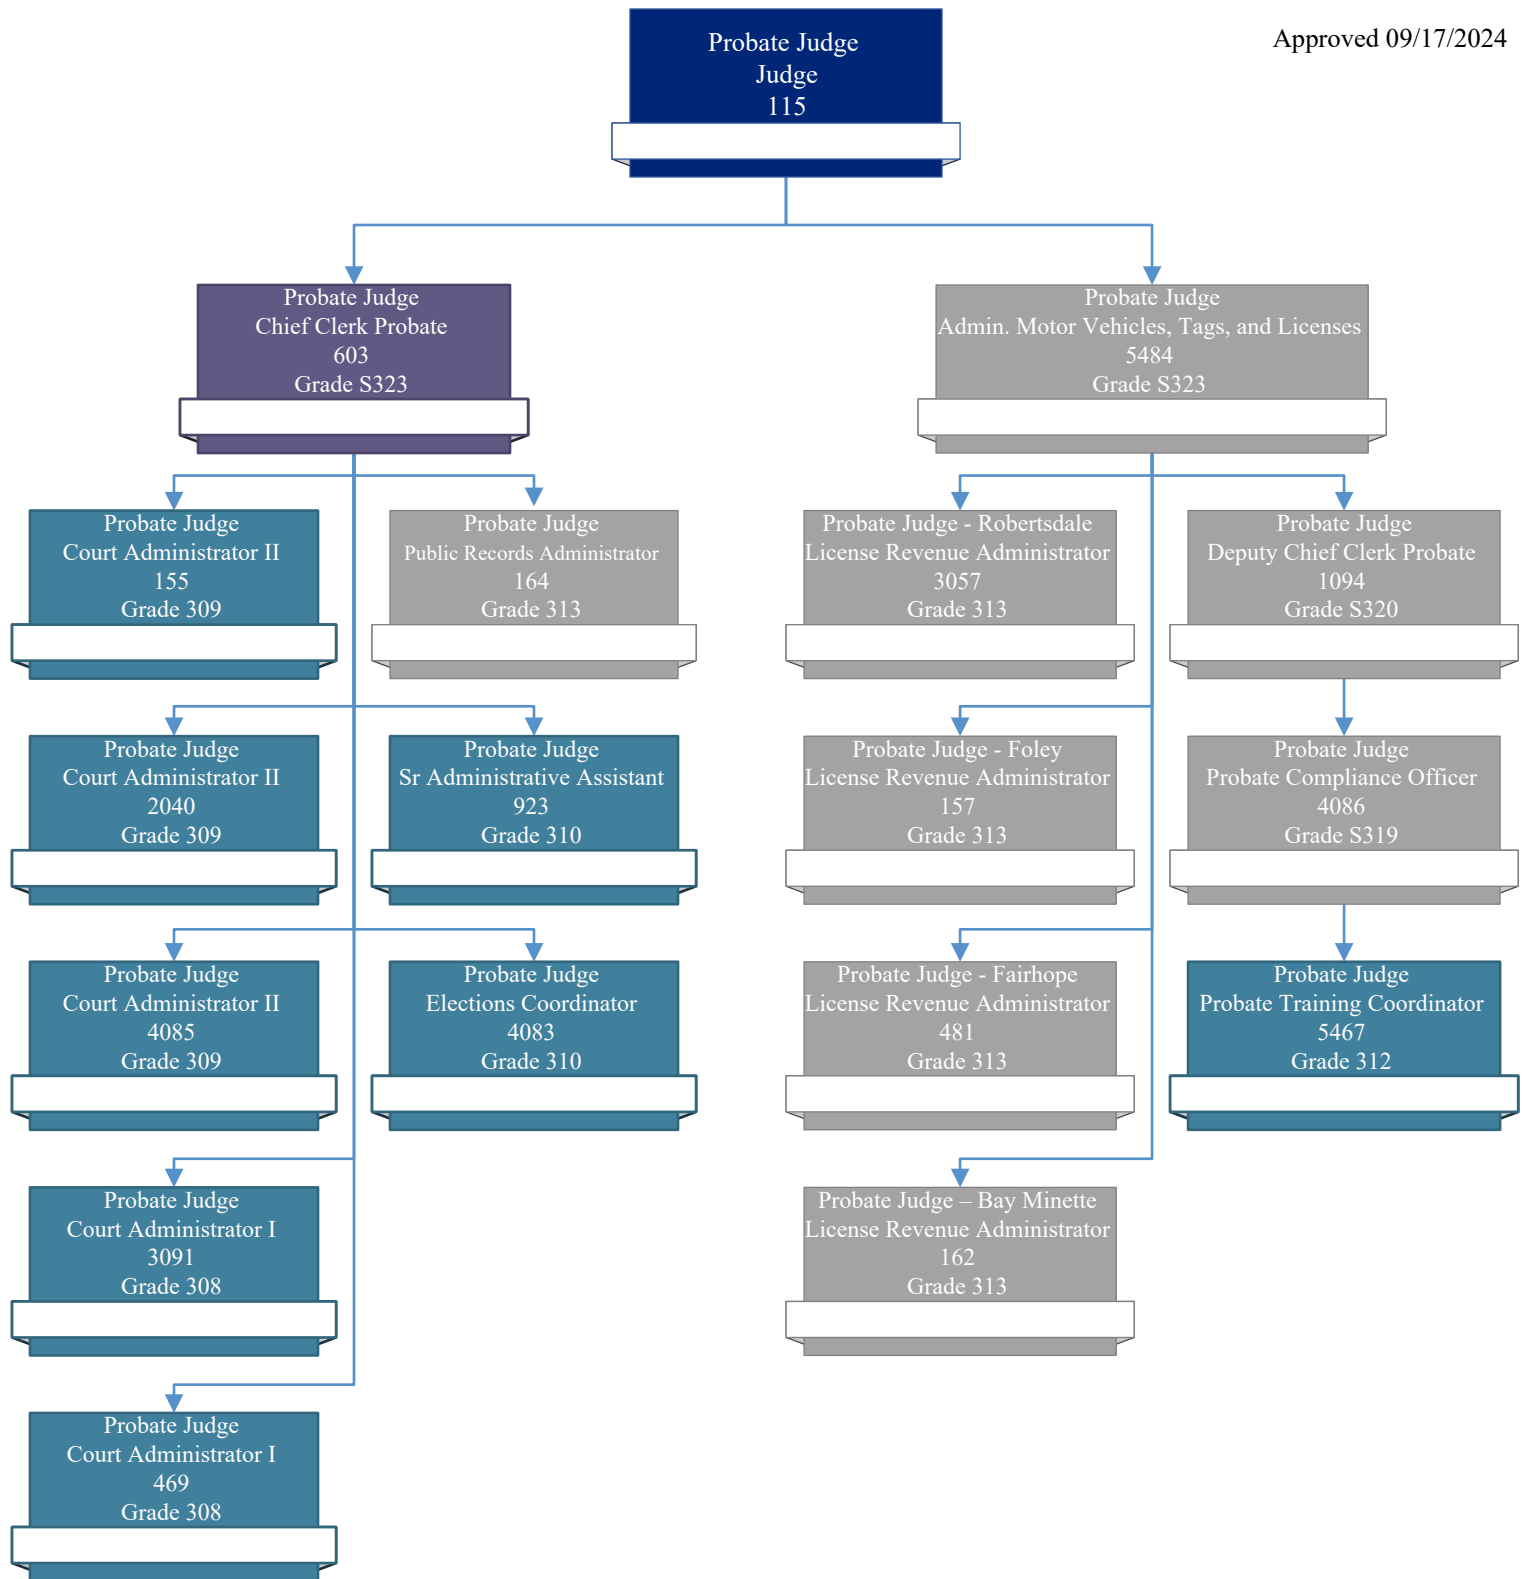 Approved 09/17/2024
Probate Judge
Judge
115
Probate Judge
Chief Clerk Probate
603
Grade S323
Probate Judge
Admin. Motor Vehicles, Tags, and Licenses
5484
Grade S323
Probate Judge
Court Administrator II
155
Grade 309
Probate Judge
Public Records Administrator
164
Grade 313
Probate Judge - Robertsdale
License Revenue Administrator
3057
Grade 313
Probate Judge
Deputy Chief Clerk Probate
1094
Grade S320
Probate Judge
Court Administrator II
2040
Grade 309
Probate Judge
Sr Administrative Assistant
923
Grade 310
Probate Judge - Foley
License Revenue Administrator
157
Grade 313
Probate Judge
Probate Compliance Officer
4086
Grade S319
Probate Judge
Court Administrator II
4085
Grade 309
Probate Judge
Elections Coordinator
4083
Grade 310
Probate Judge - Fairhope
License Revenue Administrator
481
Grade 313
Probate Judge
Probate Training Coordinator
5467
Grade 312
Probate Judge
Court Administrator I
3091
Grade 308
Probate Judge – Bay Minette
License Revenue Administrator
162
Grade 313
Probate Judge
Court Administrator I
469
Grade 308